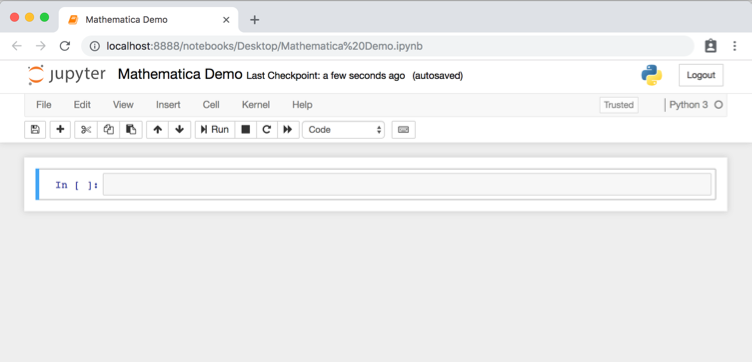 Mathematica Demo
localhost:8888/notebooks/Desktop/Mathematica%20Demo.ipynb
jupyter Mathematica Demo Last Checkpoint: a few seconds ago (autosaved) Logout
File Edit View Insert Cell Kernel Help Trusted Python 3
Run Code
In [ ]: